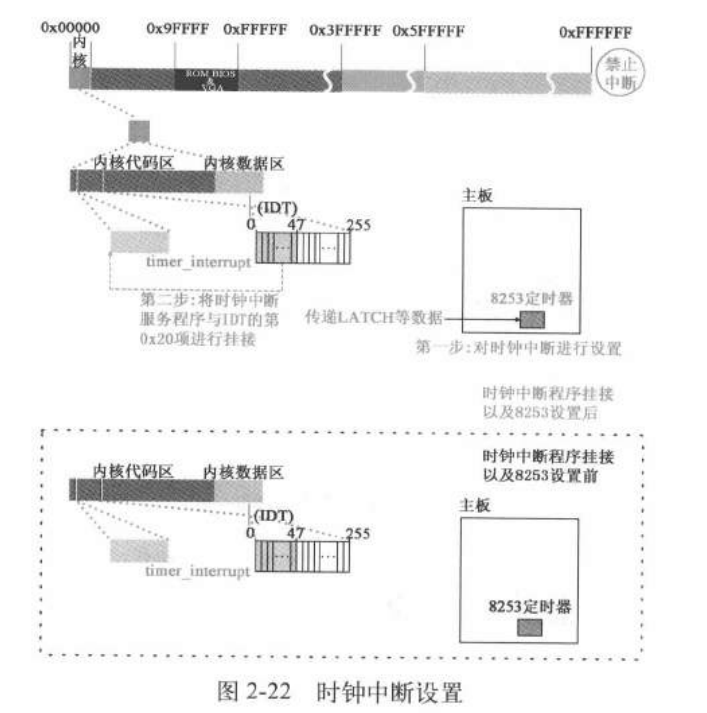 0x00000 0x9FFFF 0xFFFFF 0x3FFFFF 0x5FFFFF 0xFFFFFF
内
核
ROM BIOS
&
VGA
禁止
中断
内核代码区 内核数据区
(IDT)
0 47 255
timer_interrupt
第二步:将时钟中断
服务程序与IDT的第
0x20项进行挂接
主板
8253定时器
传递LATCH等数据
第一步:对时钟中断进行设置
时钟中断程序挂接
以及8253设置后
时钟中断程序挂接
以及8253设置前
内核代码区 内核数据区
(IDT)
0 47 255
timer_interrupt
主板
8253定时器
图 2-22 时钟中断设置